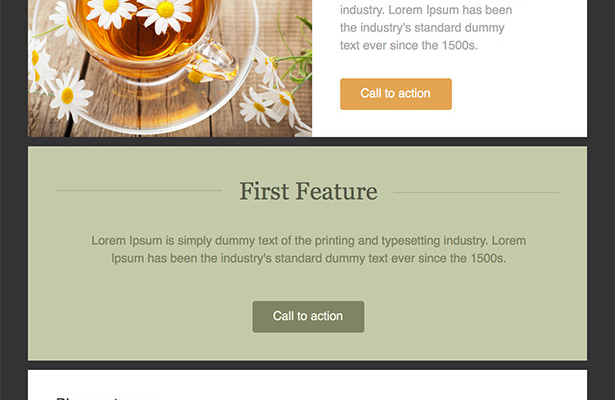 industry. Lorem Ipsum has been
the industry's standard dummy
text ever since the 1500s.
Call to action
First Feature
Lorem Ipsum is simply dummy text of the printing and typesetting industry. Lorem
Ipsum has been the industry's standard dummy text ever since the 1500s.
Call to action